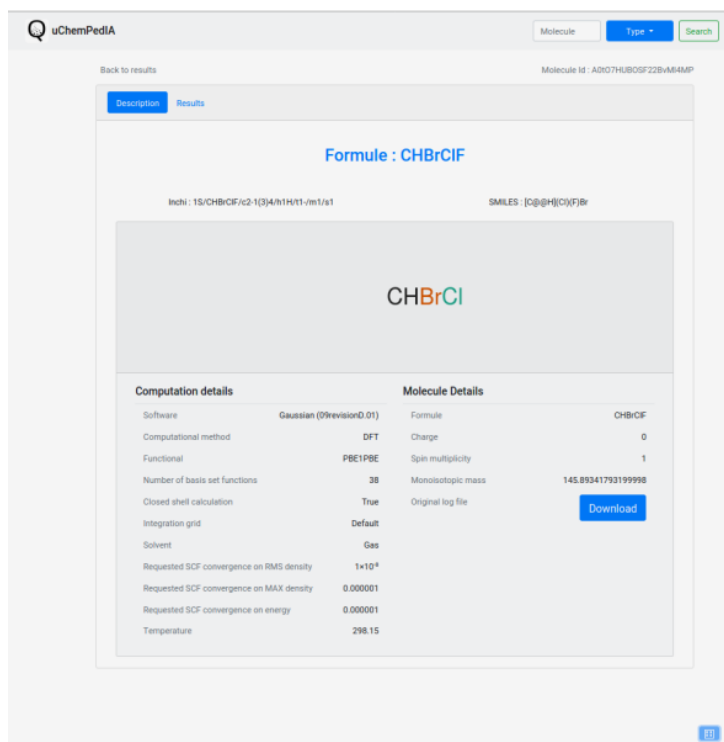 QuChemPedIA Molecule Type Search
Back to results Molecule Id : A0tO7HUBOSF22BvMI4MP
Description Results
Formule : CHBrClF
Inchi : 1S/CHBrClF/c2-1(3)4/h1H/t1-/m1/s1 SMILES : [C@@H](Cl)(F)Br
CHBrCl
Computation details Molecule Details
Software Gaussian (09revisionD.01) Formule CHBrClF
Computational method DFT Charge 0
Functional PBE1PBE Spin multiplicity 1
Number of basis set functions 38 Monoisotopic mass 145.89341793199998
Closed shell calculation True Original log file Download
Integration grid Default
Solvent Gas
Requested SCF convergence on RMS density 1×10⁻⁸
Requested SCF convergence on MAX density 0.000001
Requested SCF convergence on energy 0.000001
Temperature 298.15